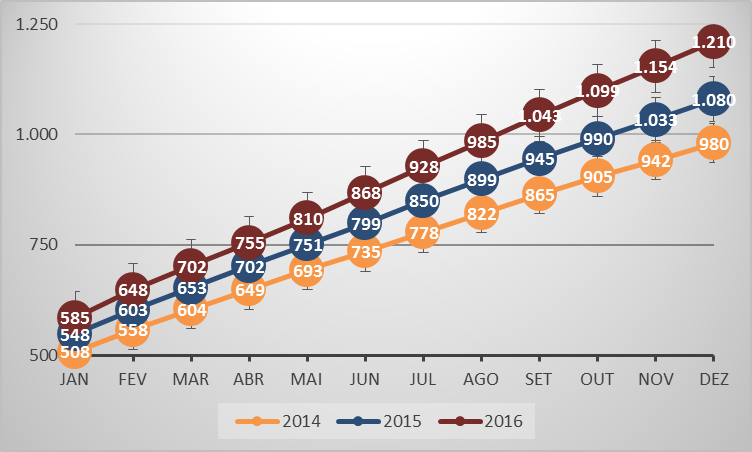 1.250
1.000
750
500
585 648 702 755 810 868 928 985 1.043 1.099 1.154 1.210
548 603 653 702 751 799 850 899 945 990 1.033 1.080
508 558 604 649 693 735 778 822 865 905 942 980
JAN FEV MAR ABR MAI JUN JUL AGO SET OUT NOV DEZ
2014 2015 2016